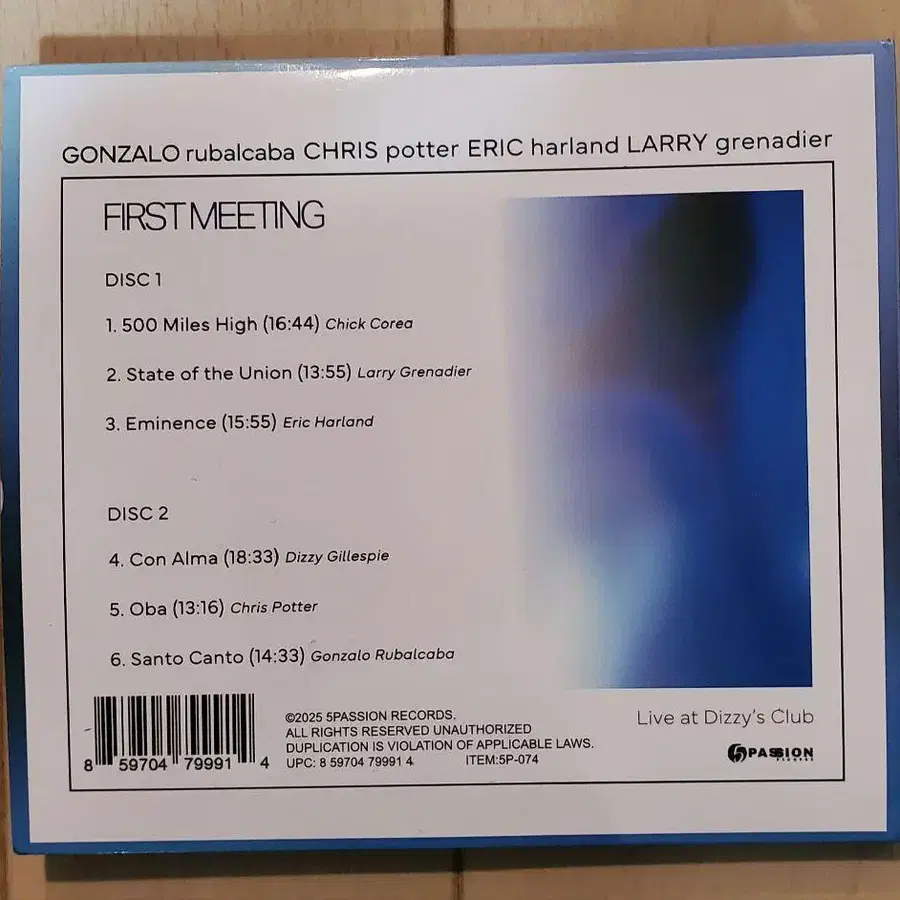 GONZALO rubalcaba CHRIS potter ERIC harland LARRY grenadier
FIRST MEETING
DISC 1
1. 500 Miles High (16:44) Chick Corea
2. State of the Union (13:55) Larry Grenadier
3. Eminence (15:55) Eric Harland
DISC 2
4. Con Alma (18:33) Dizzy Gillespie
5. Oba (13:16) Chris Potter
6. Santo Canto (14:33) Gonzalo Rubalcaba
8 59704 79991 4
©2025 5PASSION RECORDS.
ALL RIGHTS RESERVED UNAUTHORIZED
DUPLICATION IS VIOLATION OF APPLICABLE LAWS.
UPC: 8 59704 79991 4 ITEM:5P-074
Live at Dizzy's Club
5PASSION
RECORDS